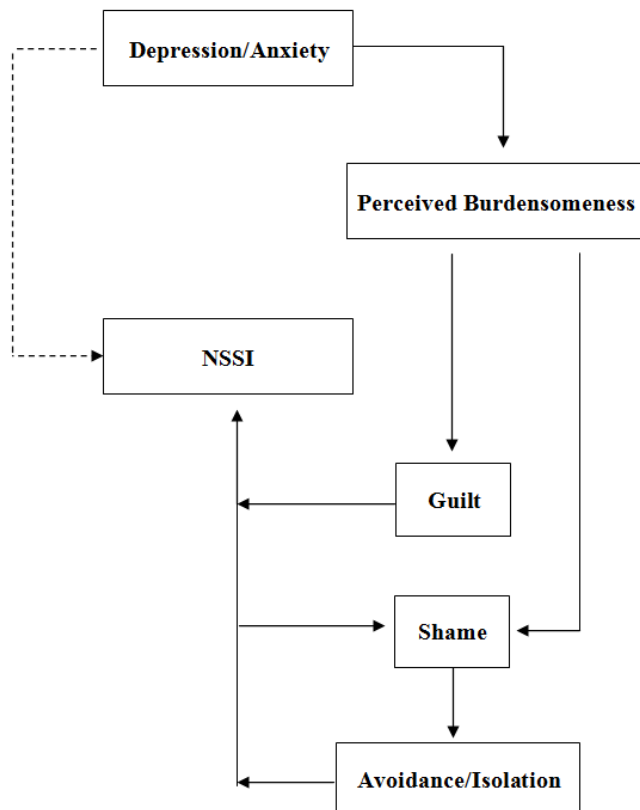 Depression/Anxiety
Perceived Burdensomeness
NSSI
Guilt
Shame
Avoidance/Isolation